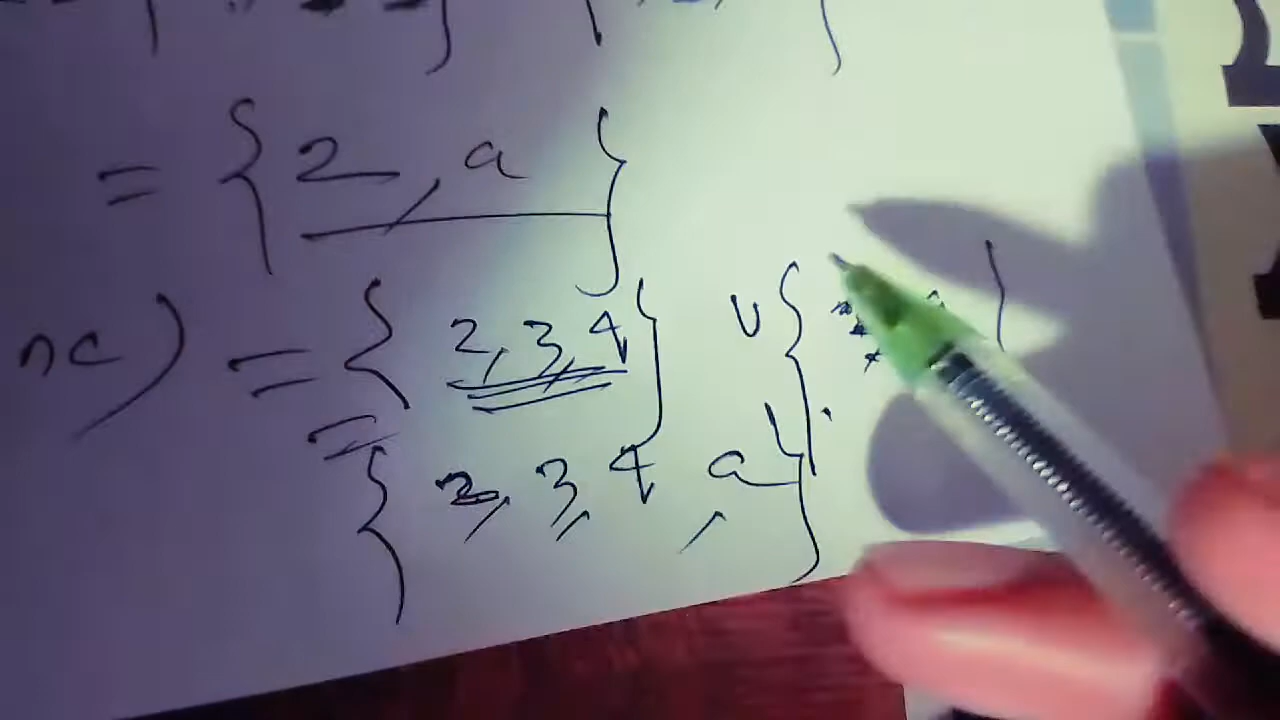 = {2, a}
nc) = {2, 3, 4} ∪ {
= {2, 3, 4, a}